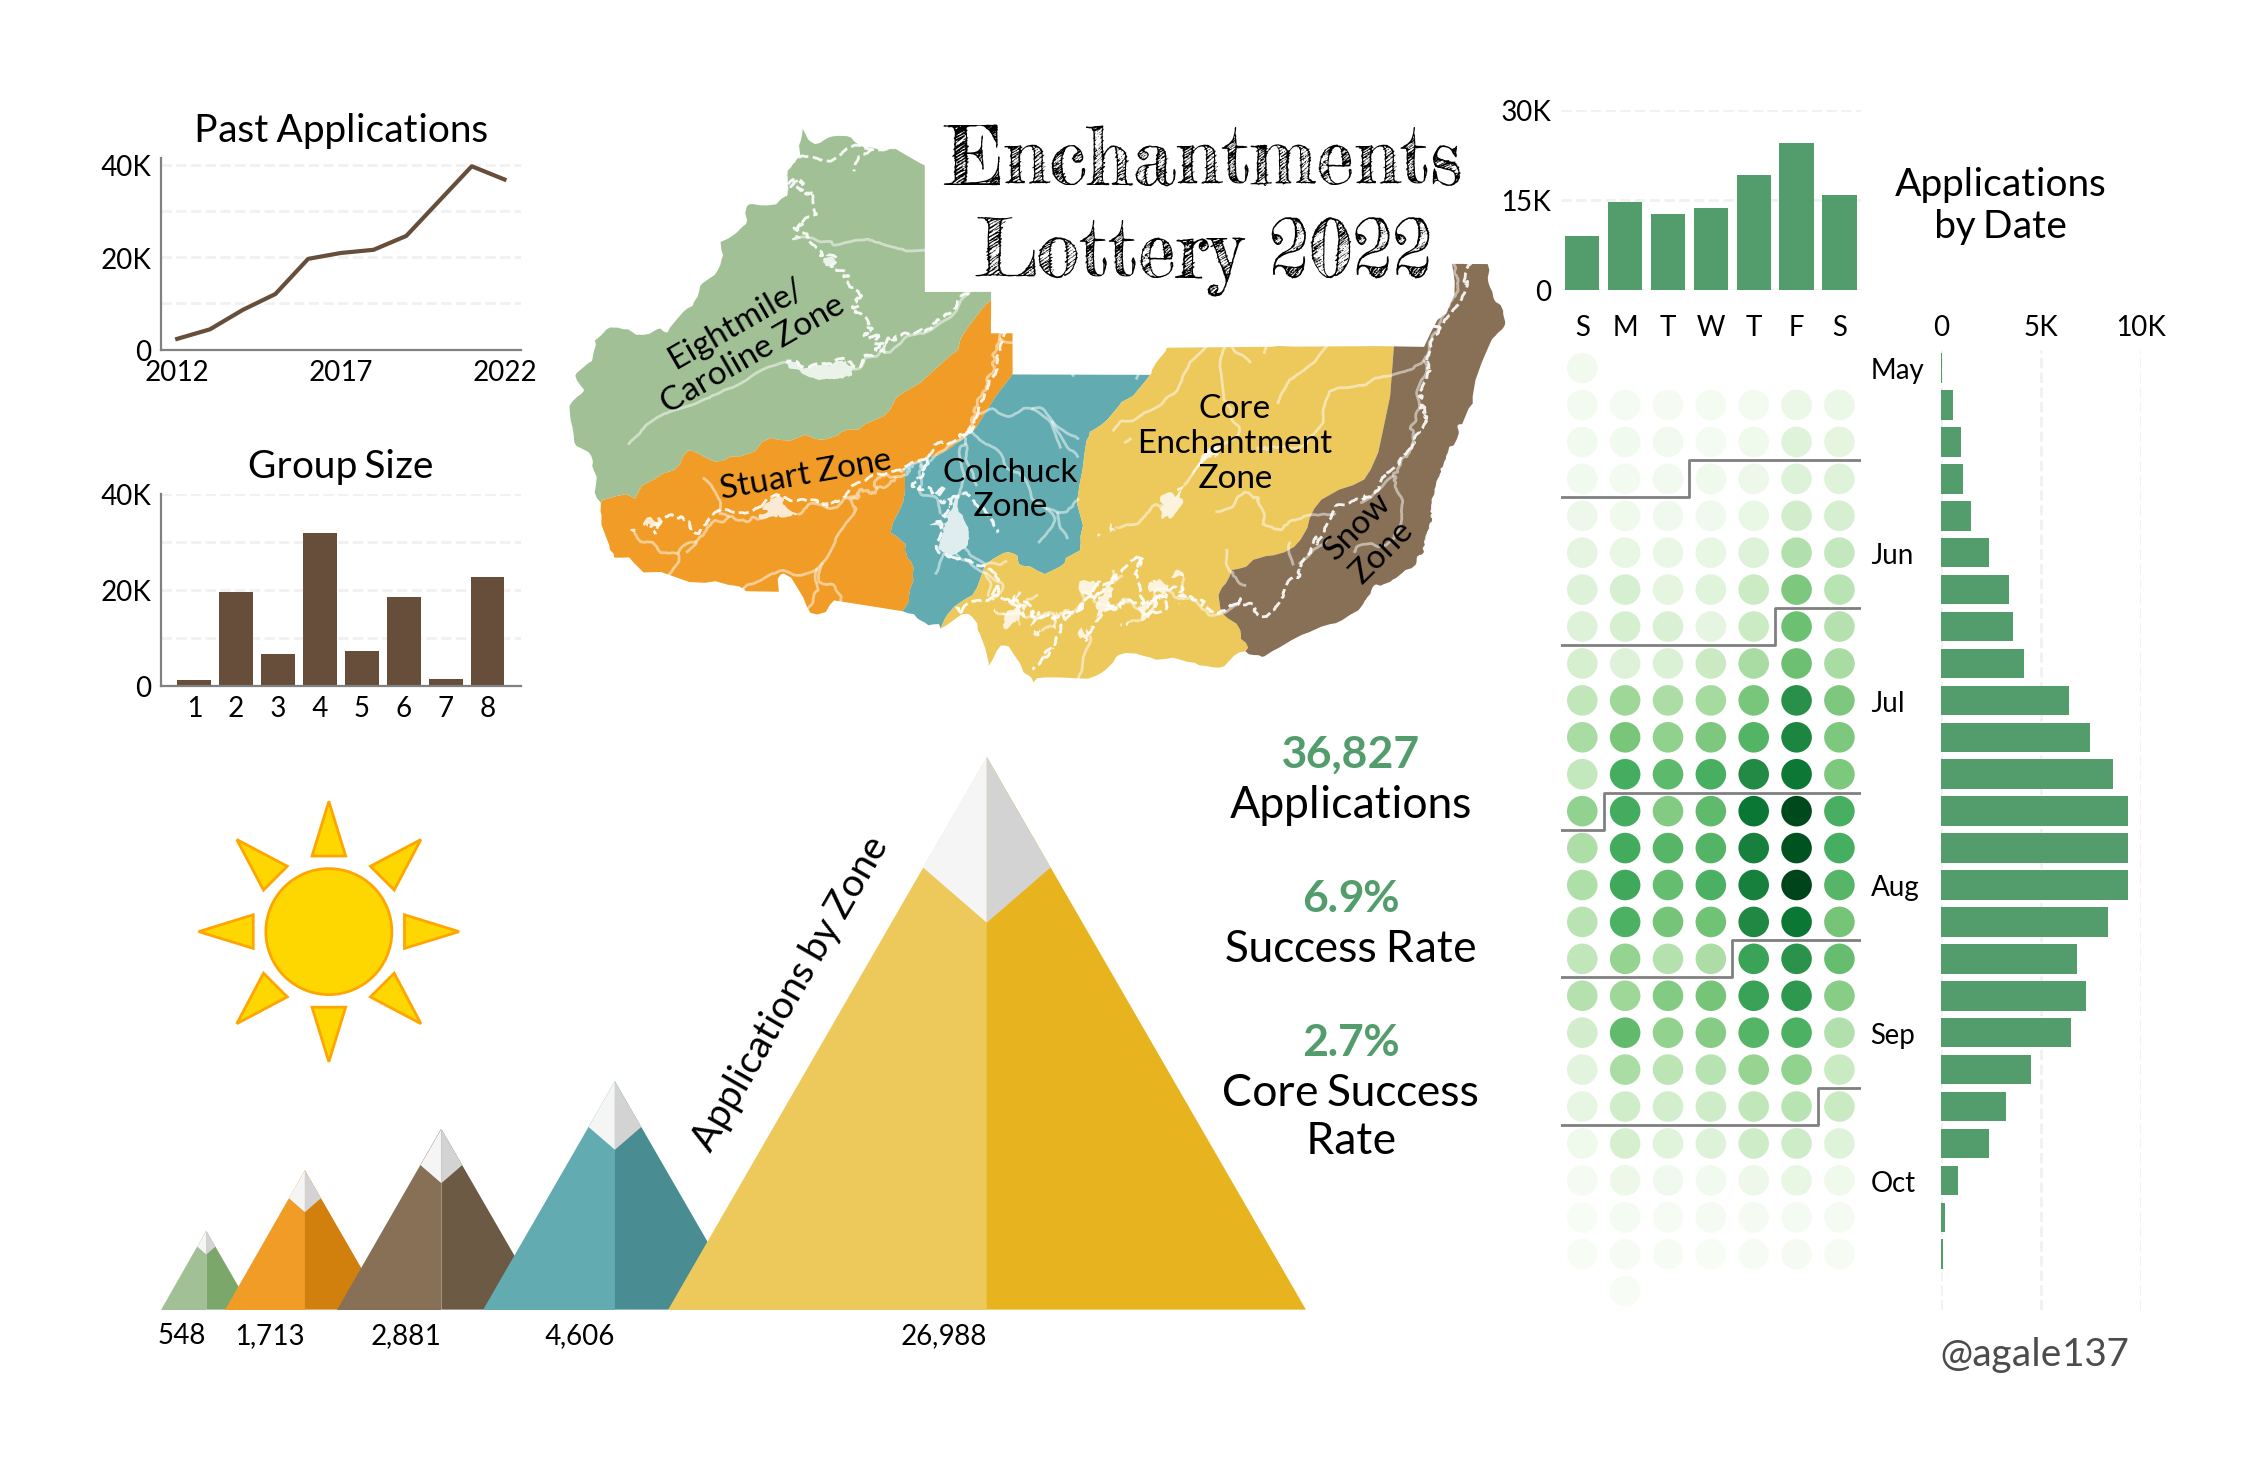 Enchantments
Lottery 2022
Past Applications
40K
20K
0
2012 2017 2022
Group Size
40K
20K
0
1 2 3 4 5 6 7 8
Eightmile/
Caroline Zone
Stuart Zone
Colchuck
Zone
Core
Enchantment
Zone
Snow
Zone
Applications by Zone
548 1,713 2,881 4,606 26,988
36,827
Applications
6.9%
Success Rate
2.7%
Core Success
Rate
Applications
by Date
30K
15K
0
S M T W T F S
0 5K 10K
May
Jun
Jul
Aug
Sep
Oct
@agale137